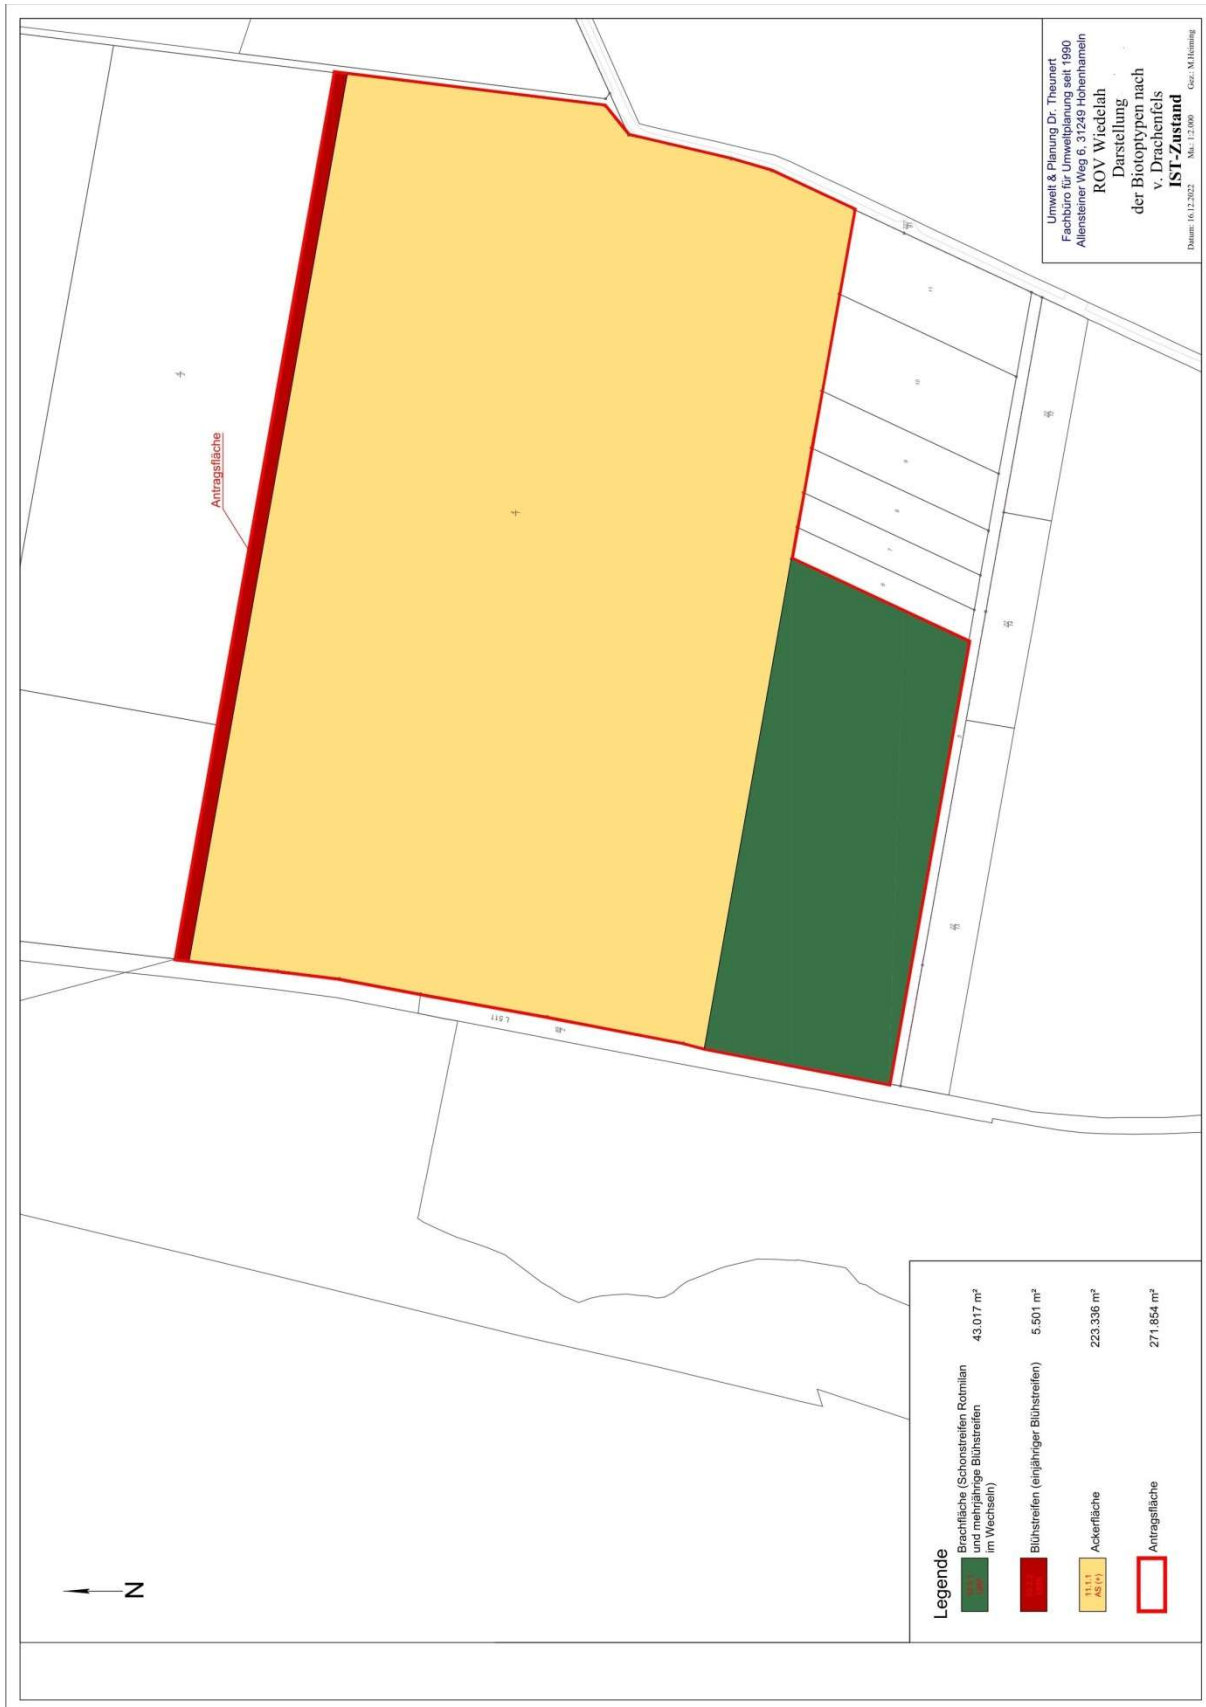 Umwelt & Planung Dr. Theunert
Fachbüro für Umweltplanung seit 1990
Allensteiner Weg 6, 31249 Hohenhameln
ROV Wiedelah
Darstellung
der Biotoptypen nach
v. Drachenfels
IST-Zustand
Datum: 16.12.2022 Ma.: 1:2.000 Gez.: M.Heiming
Antragsfläche
L 511
N
Legende
Brachfläche (Schonstreifen Rotmilan
und mehrjährige Blühstreifen
im Wechseln)
43.017 m²
Blühstreifen (einjähriger Blühstreifen)
5.501 m²
11.1.1
AS (+)
Ackerfläche
223.336 m²
Antragsfläche
271.854 m²